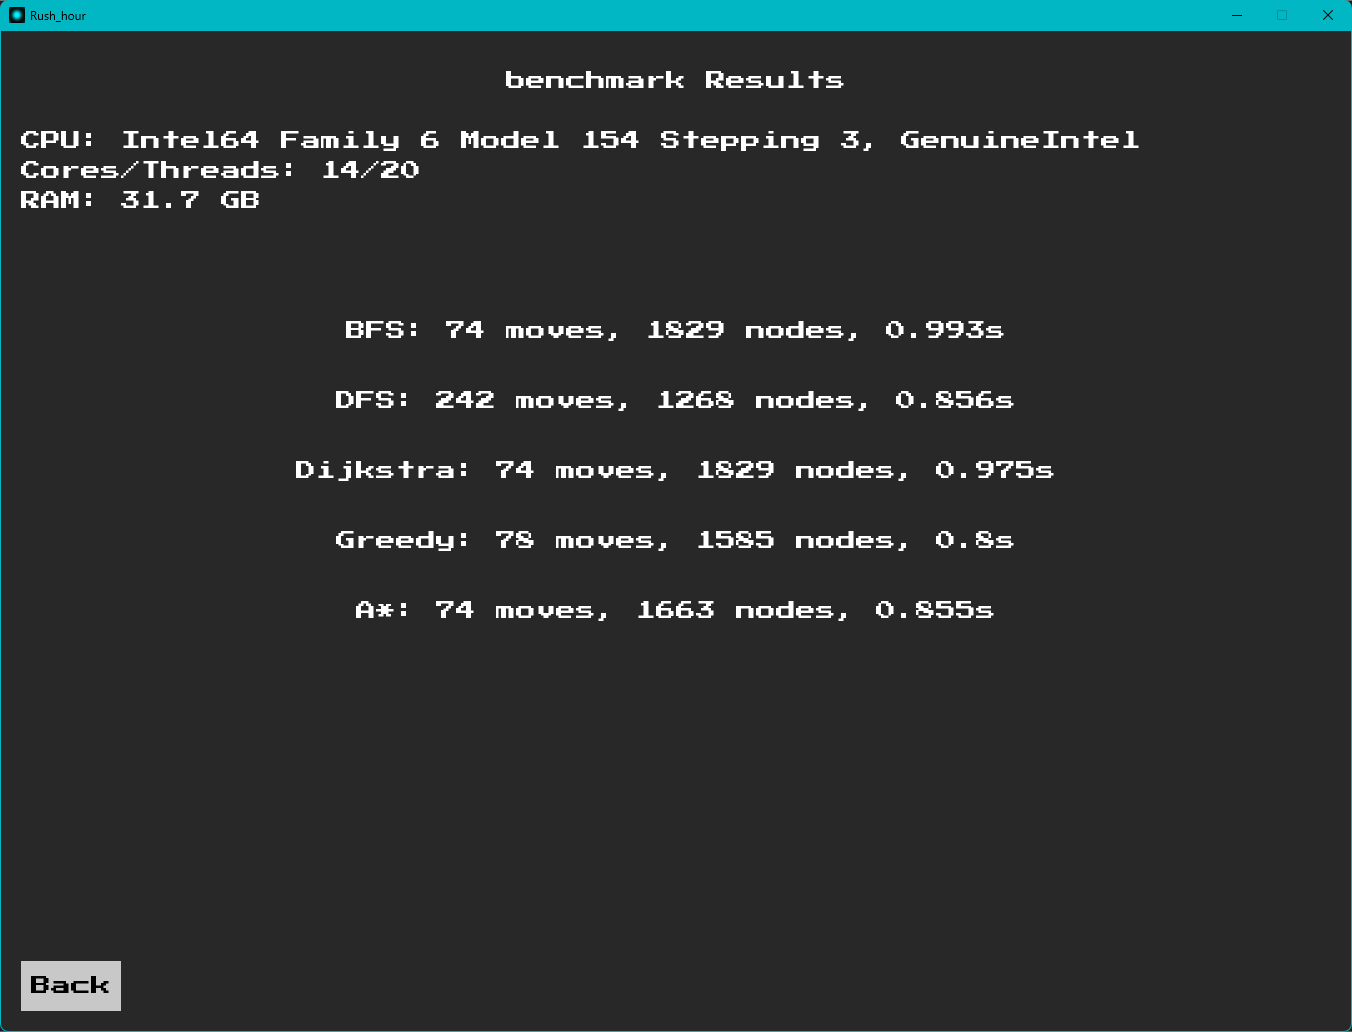 Rush_hour
benchmark Results
CPU: Intel64 Family 6 Model 154 Stepping 3, GenuineIntel
Cores/Threads: 14/20
RAM: 31.7 GB
BFS: 74 moves, 1829 nodes, 0.993s
DFS: 242 moves, 1268 nodes, 0.856s
Dijkstra: 74 moves, 1829 nodes, 0.975s
Greedy: 78 moves, 1585 nodes, 0.8s
A*: 74 moves, 1663 nodes, 0.855s
Back